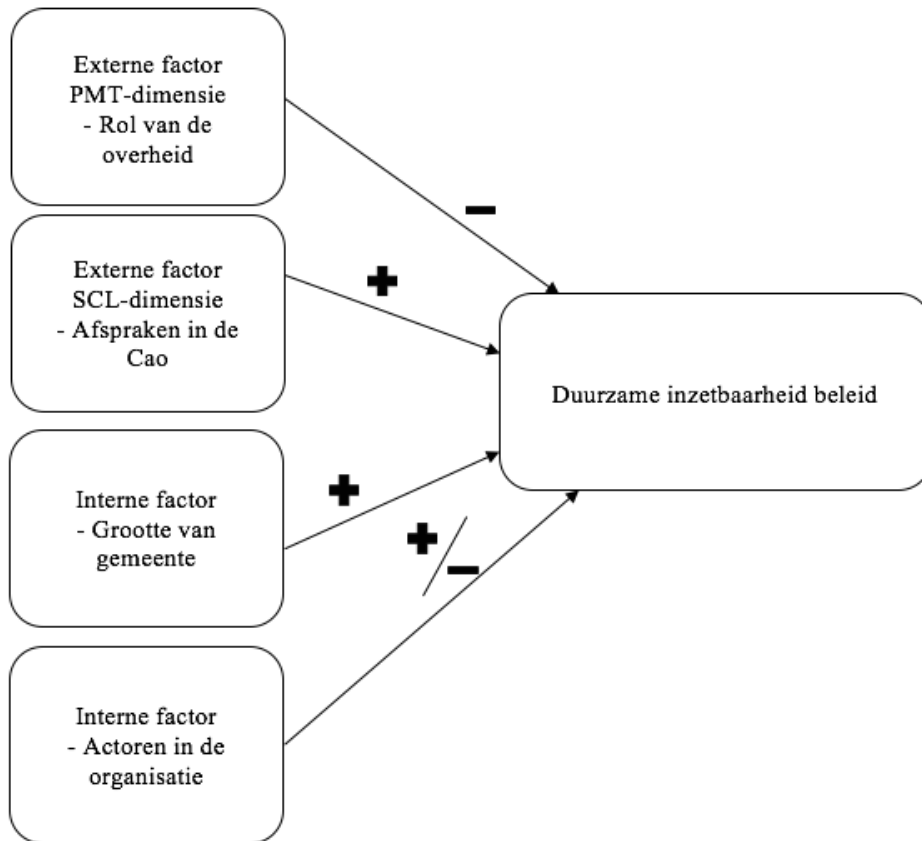 Externe factor
PMT-dimensie
- Rol van de
overheid
−
Externe factor
SCL-dimensie
- Afspraken in de
Cao
+
Duurzame inzetbaarheid beleid
Interne factor
- Grootte van
gemeente
+
+/−
Interne factor
- Actoren in de
organisatie